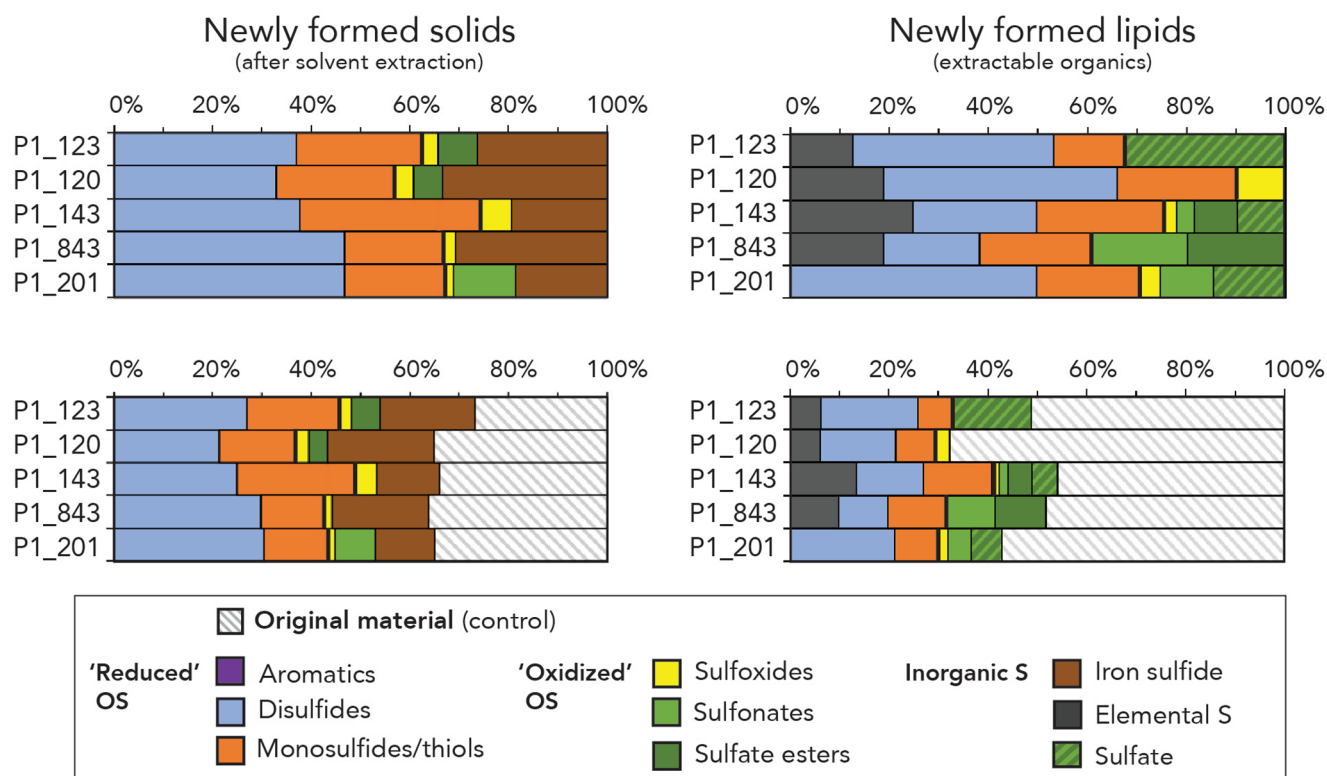 Newly formed solids
(after solvent extraction)
0% 20% 40% 60% 80% 100%
P1_123
P1_120
P1_143
P1_843
P1_201
Newly formed lipids
(extractable organics)
0% 20% 40% 60% 80% 100%
P1_123
P1_120
P1_143
P1_843
P1_201
0% 20% 40% 60% 80% 100%
P1_123
P1_120
P1_143
P1_843
P1_201
0% 20% 40% 60% 80% 100%
P1_123
P1_120
P1_143
P1_843
P1_201
Original material (control)
'Reduced' OS
Aromatics
Disulfides
Monosulfides/thiols
'Oxidized' OS
Sulfoxides
Sulfonates
Sulfate esters
Inorganic S
Iron sulfide
Elemental S
Sulfate